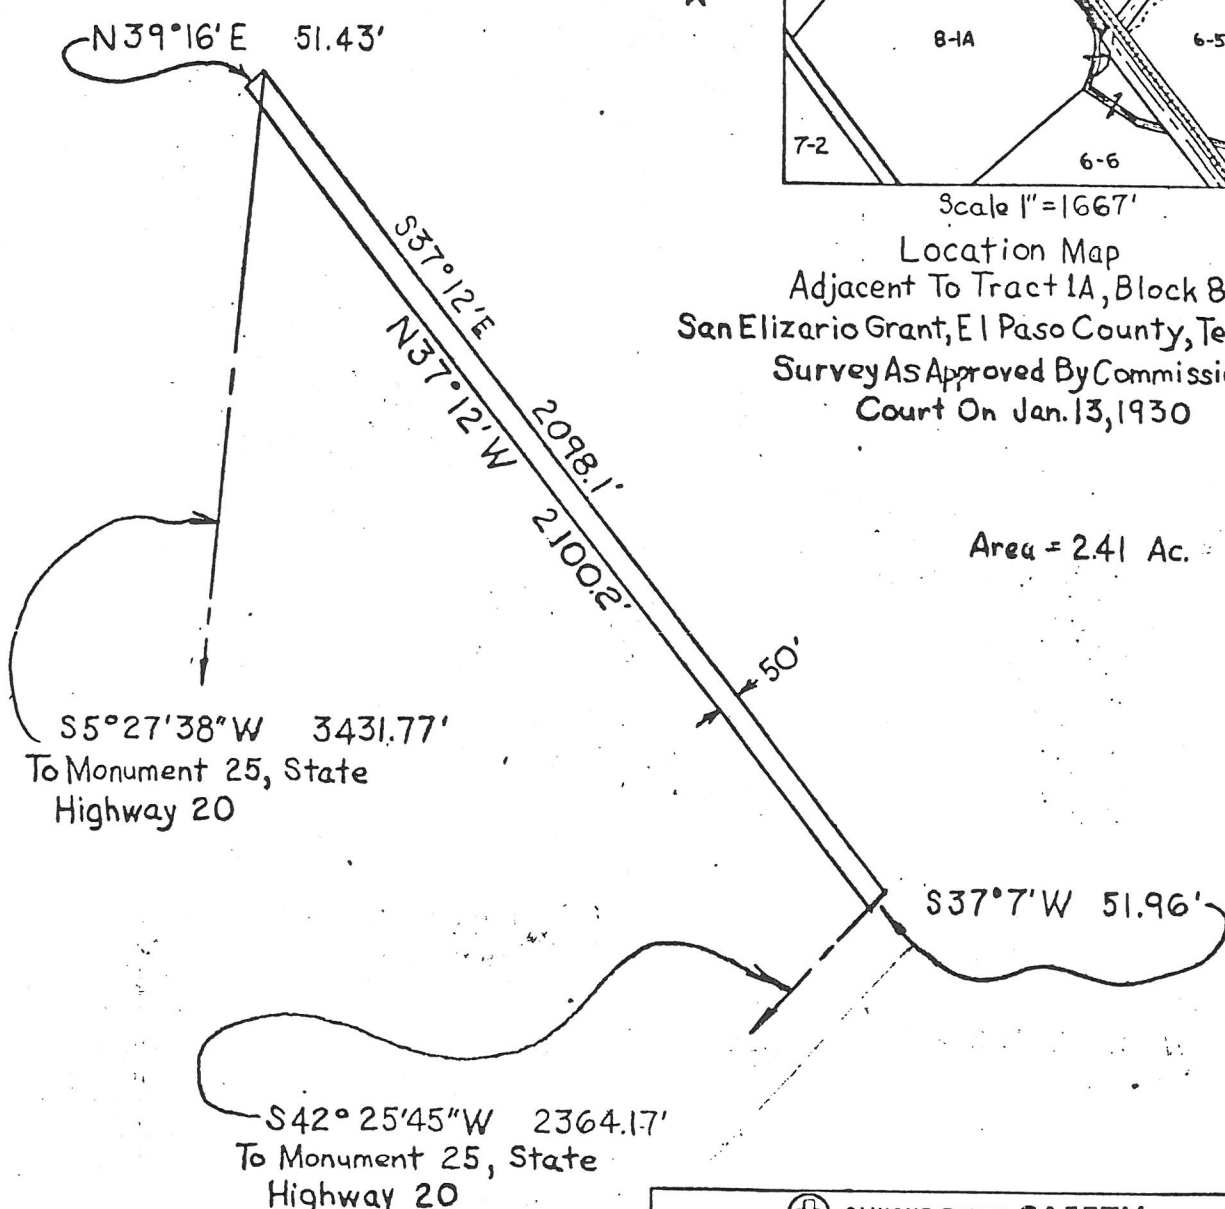 N39°16'E 51.43'
8-1A
6-5
7-2
6-6
Scale 1"=1667'
Location Map
Adjacent To Tract 1A, Block 8
San Elizario Grant, El Paso County, Te
Survey As Approved By Commissi
Court On Jan. 13, 1930
S37°12'E 2098.1'
N37°12'W 2100.2'
Area = 2.41 Ac.
50'
S5°27'38"W 3431.77'
To Monument 25, State
Highway 20
S37°7'W 51.96'
S42°25'45"W 2364.17'
To Monument 25, State
Highway 20